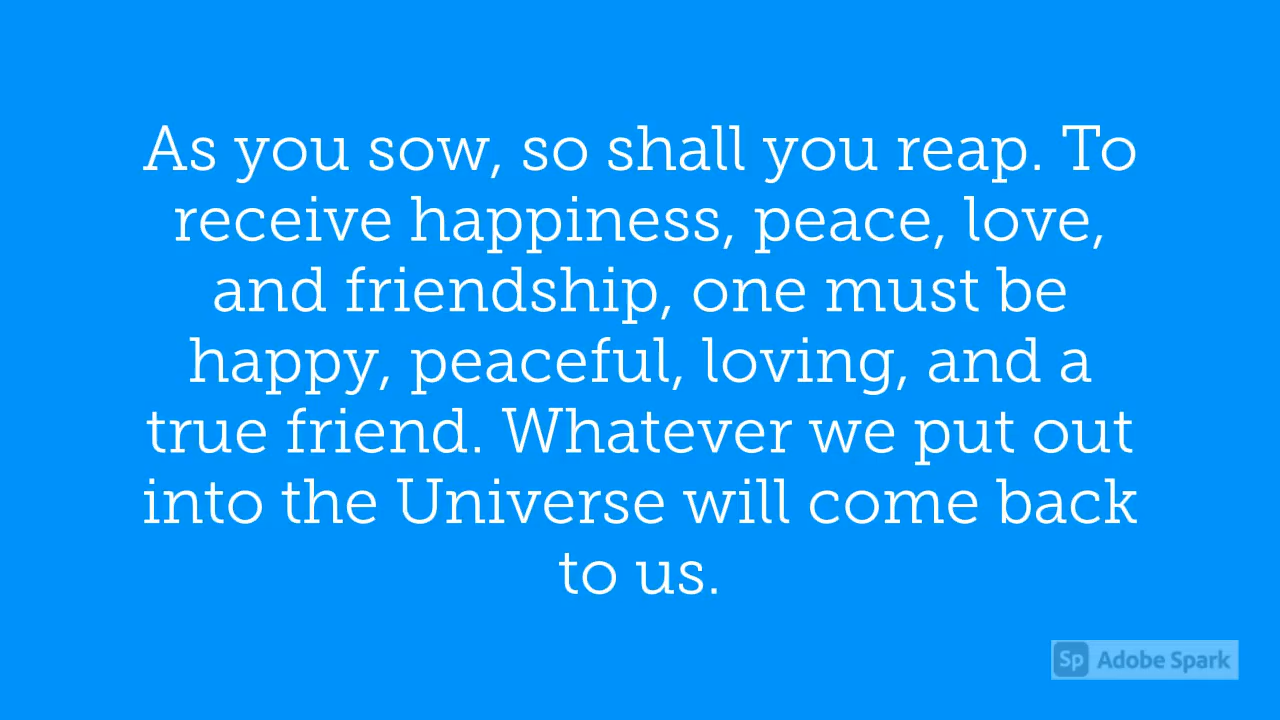 As you sow, so shall you reap. To
receive happiness, peace, love,
and friendship, one must be
happy, peaceful, loving, and a
true friend. Whatever we put out
into the Universe will come back
to us.
Sp Adobe Spark